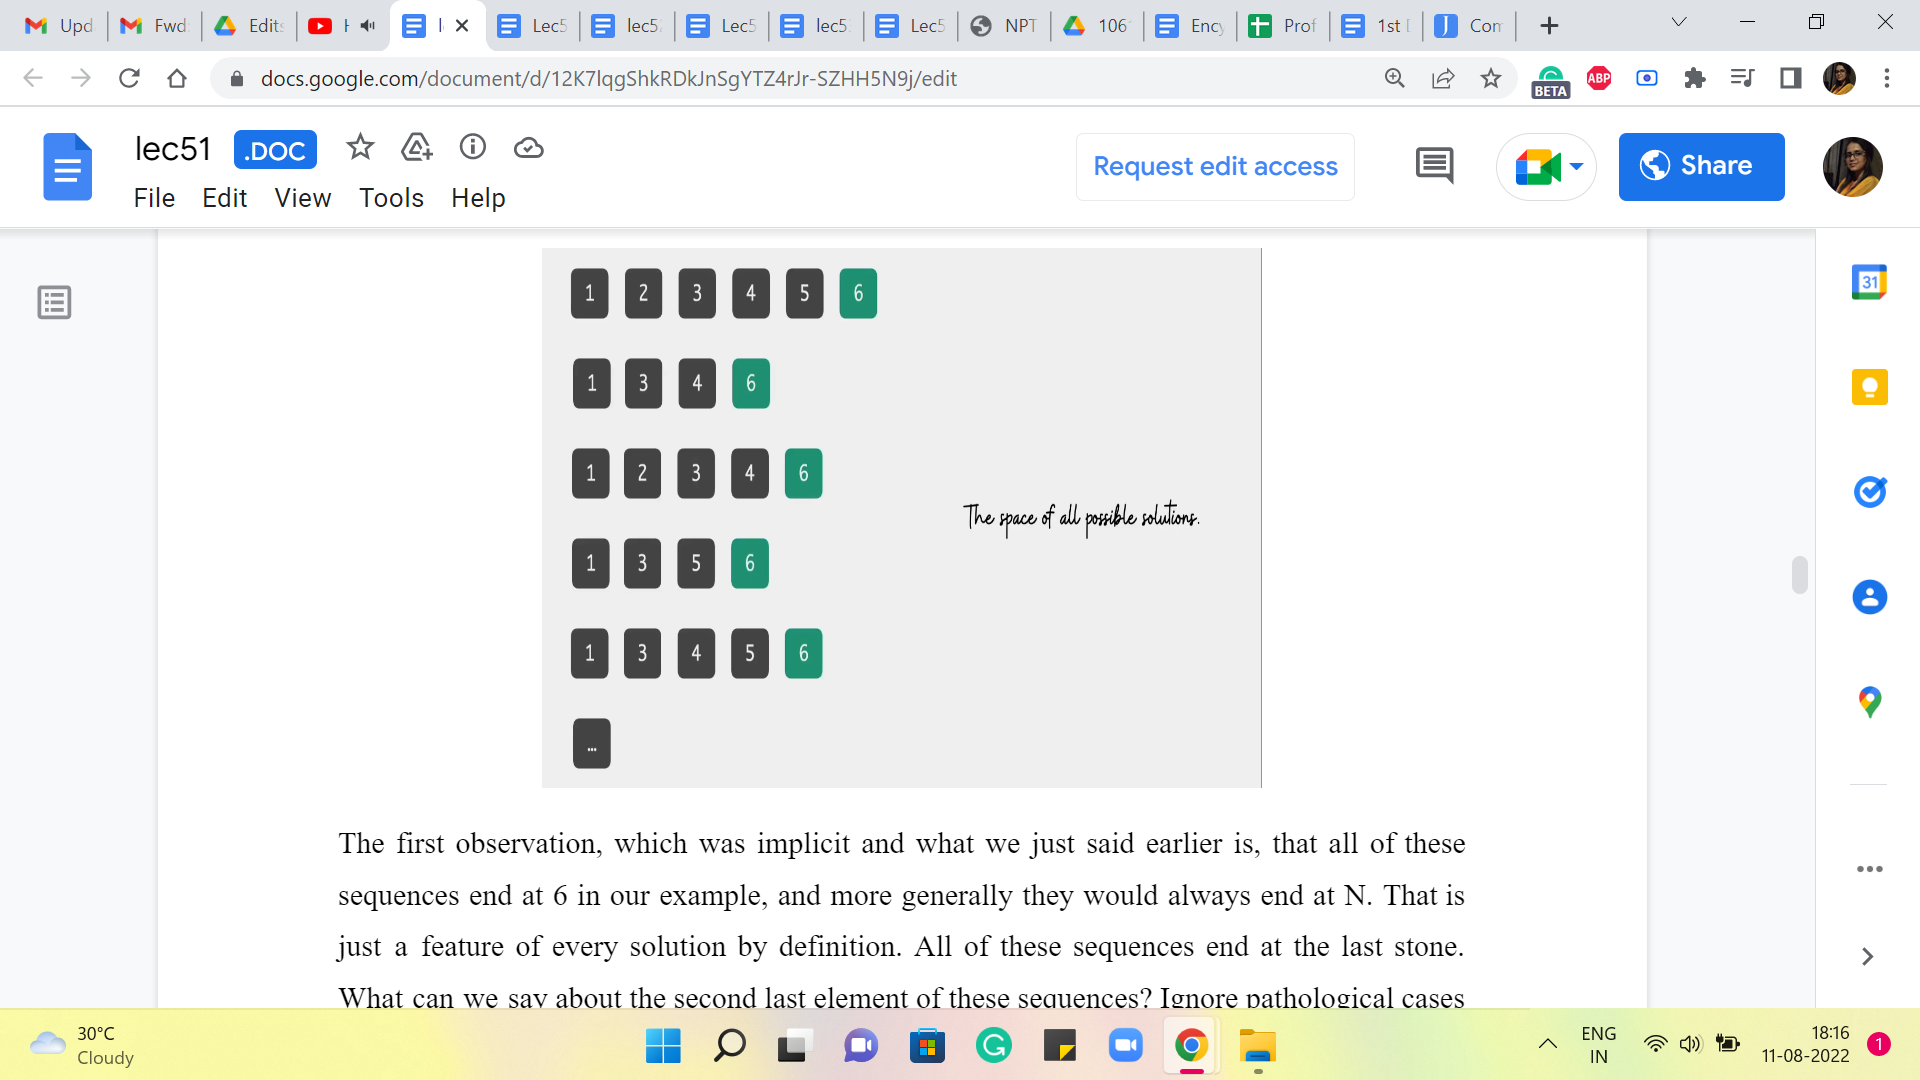 Upd
Fwd
Edits
Lec5
lec5
Lec5
lec5
Lec5
NPT
106
Ency
Prof
1st
Com
docs.google.com/document/d/12K7lqgShkRDkJnSgYTZ4rJr-SZHH5N9j/edit
ABP
BETA
lec51
.DOC
Request edit access
Share
File Edit View Tools Help
31
1 2 3 4 5 6
1 3 4 6
1 2 3 4 6
The space of all possible solutions.
1 3 5 6
1 3 4 5 6
...
The first observation, which was implicit and what we just said earlier is, that all of these
sequences end at 6 in our example, and more generally they would always end at N. That is
just a feature of every solution by definition. All of these sequences end at the last stone.
What can we say about the second last element of these sequences? Ignore pathological cases
30°C
Cloudy
ENG
IN
18:16
11-08-2022
1